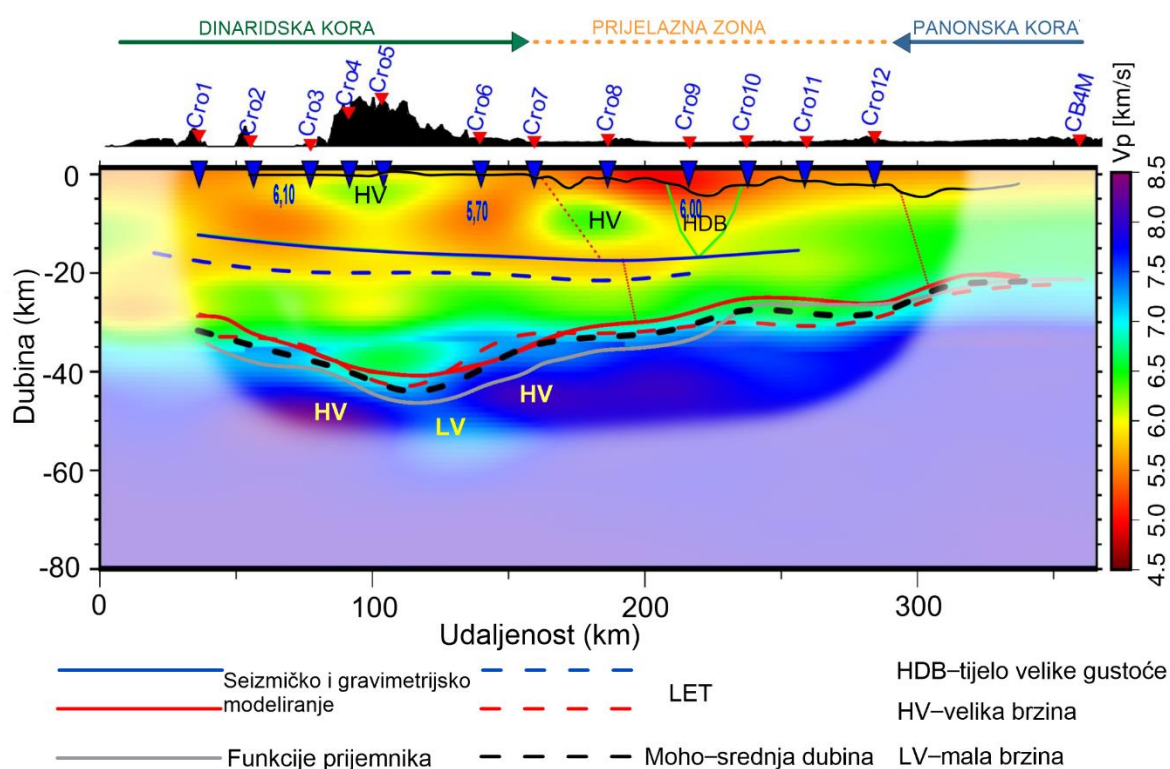 DINARIDSKA KORA
PRIJELAZNA ZONA
PANONSKA KORA
Cro1
Cro2
Cro3
Cro4
Cro5
Cro6
Cro7
Cro8
Cro9
Cro10
Cro11
Cro12
CB4M
Vp [km/s]
0
-20
-40
-60
-80
Dubina (km)
6,10
HV
5,70
HV
6,00
HDB
HV
LV
HV
8.5
8.0
7.5
7.0
6.5
6.0
5.5
5.0
4.5
0
100
200
300
Udaljenost (km)
Seizmičko i gravimetrijsko
modeliranje
LET
HDB–tijelo velike gustoće
HV–velika brzina
Funkcije prijemnika
Moho–srednja dubina
LV–mala brzina